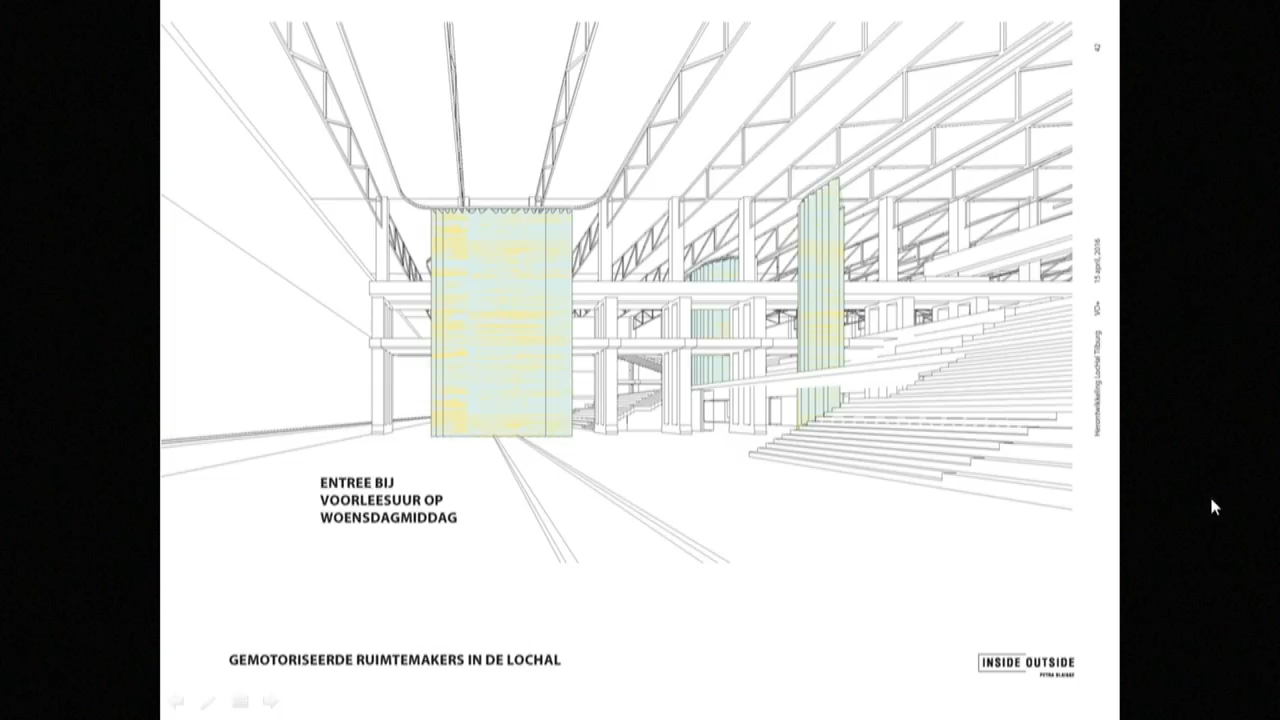 42
Herontwikkeling LocHal Tilburg VO+ 15 april, 2016
ENTREE BIJ
VOORLEESUUR OP
WOENSDAGMIDDAG
GEMOTORISEERDE RUIMTEMAKERS IN DE LOCHAL
INSIDE OUTSIDE
PETRA BLAISSE